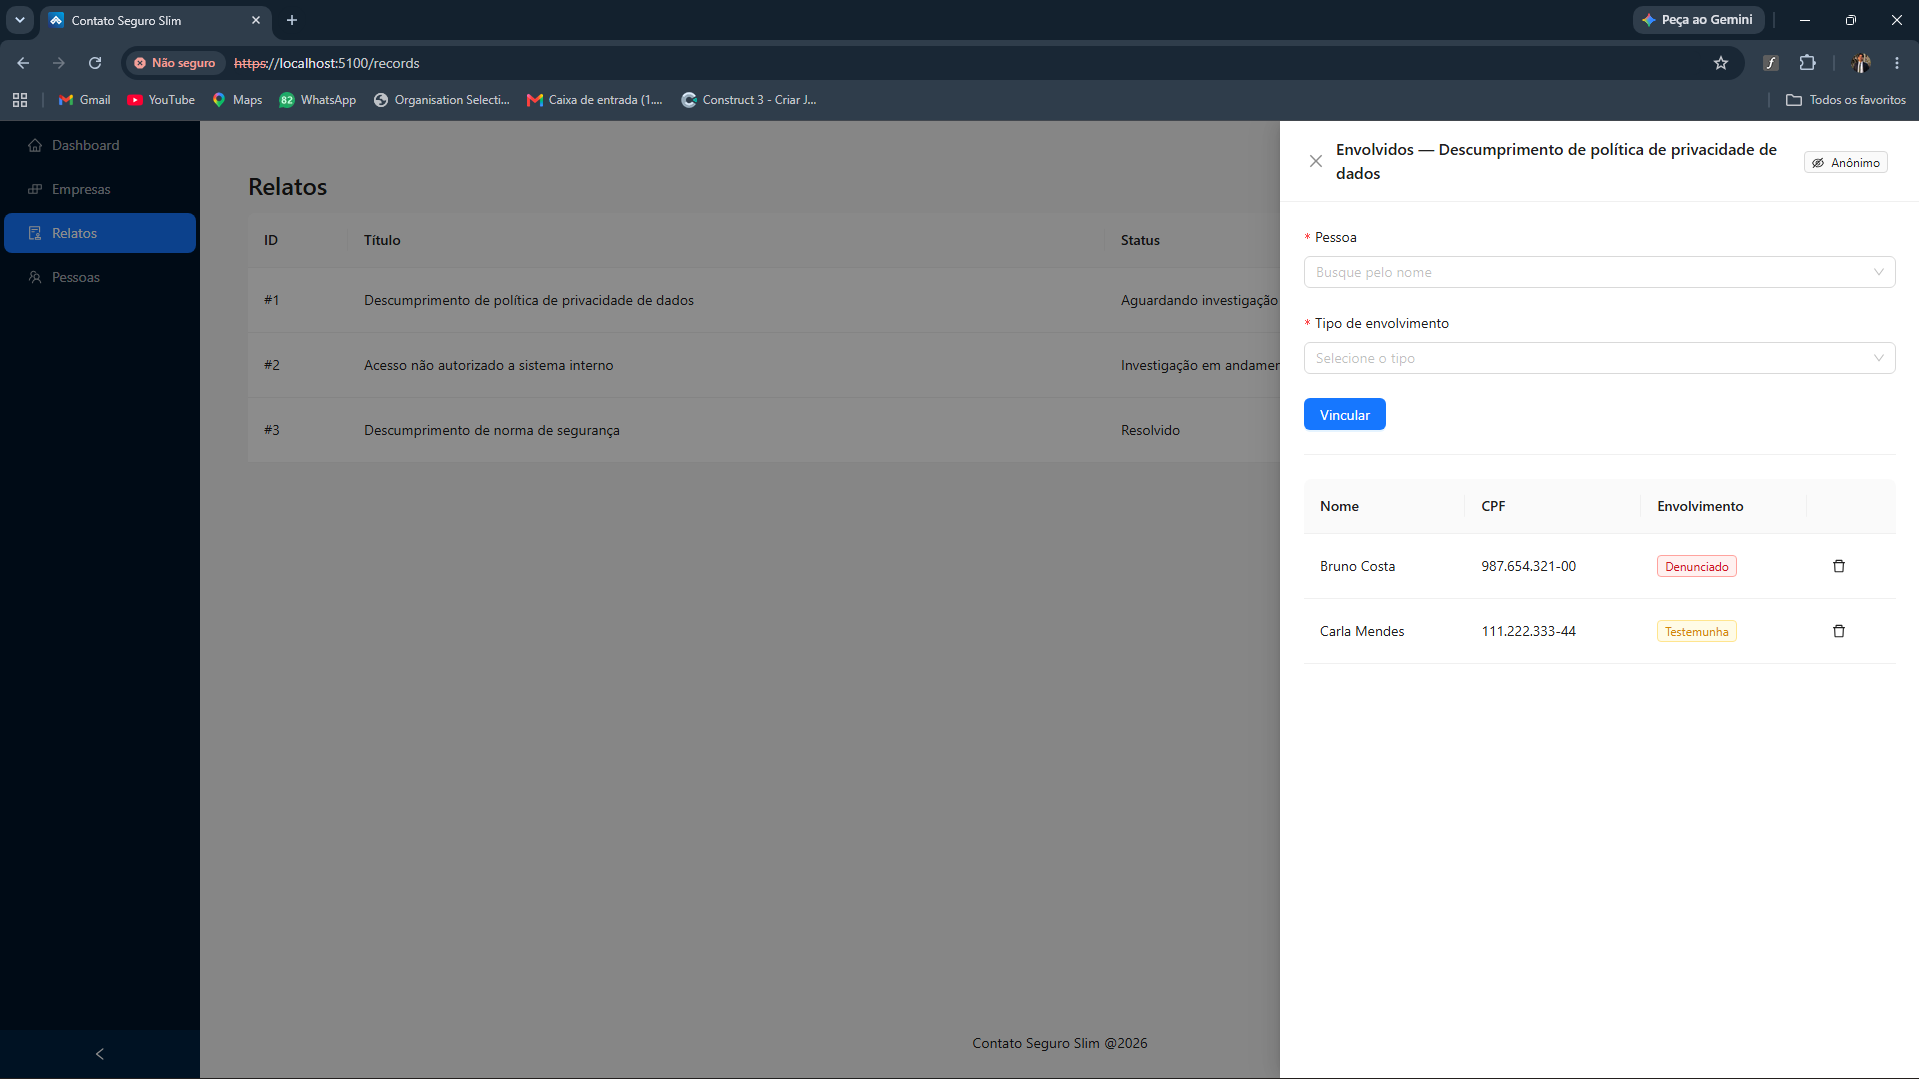 Contato Seguro Slim
Peça ao Gemini
Não seguro
https://localhost:5100/records
Gmail
YouTube
Maps
82
WhatsApp
Organisation Selecti...
Caixa de entrada (1....
Construct 3 - Criar J...
Todos os favoritos
Dashboard
Empresas
Relatos
Pessoas
Relatos
ID Título Status
#1 Descumprimento de política de privacidade de dados Aguardando investigação
#2 Acesso não autorizado a sistema interno Investigação em andamen
#3 Descumprimento de norma de segurança Resolvido
Contato Seguro Slim @2026
Envolvidos — Descumprimento de política de privacidade de
dados
Anônimo
* Pessoa
Busque pelo nome
* Tipo de envolvimento
Selecione o tipo
Vincular
Nome CPF Envolvimento
Bruno Costa 987.654.321-00 Denunciado
Carla Mendes 111.222.333-44 Testemunha